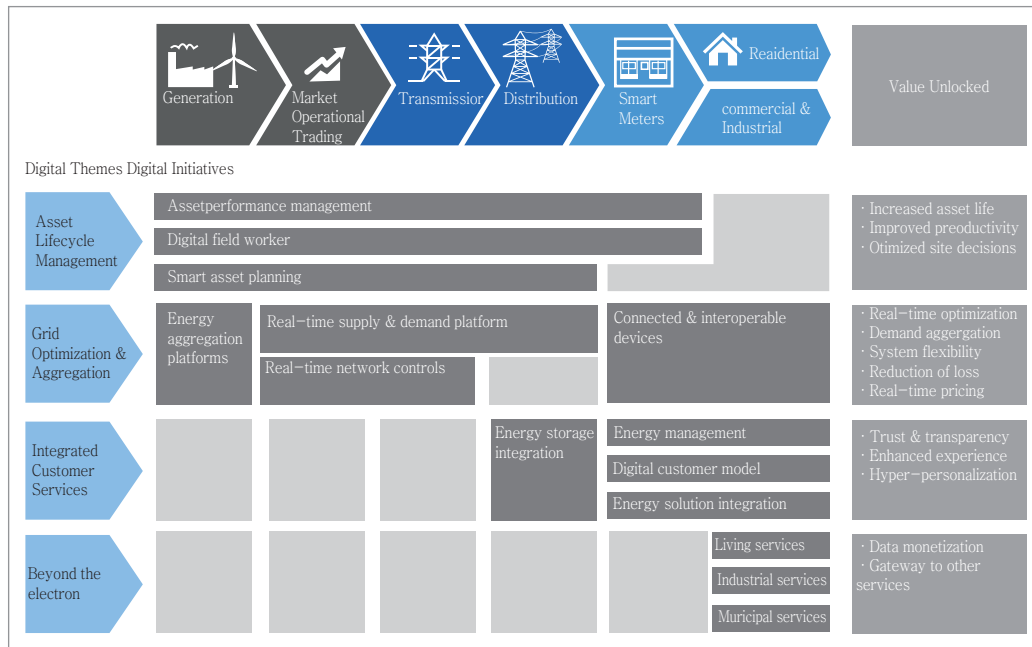 Generation
Market
Operational
Trading
Transmissior
Distribution
Smart
Meters
Reaidential
commercial &
Industrial
Value Unlocked
Digital Themes Digital Initiatives
Asset
Lifecycle
Management
Assetperformance management
Digital field worker
Smart asset planning
· Increased asset life
· Improved preoductivity
· Otimized site decisions
Grid
Optimization &
Aggregation
Energy
aggregation
platforms
Real-time supply & demand platform
Real-time network controls
Connected & interoperable
devices
· Real-time optimization
· Demand aggergation
· System flexibility
· Reduction of loss
· Real-time pricing
Integrated
Customer
Services
Energy storage
integration
Energy management
Digital customer model
Energy solution integration
· Trust & transparency
· Enhanced experience
· Hyper-personalization
Beyond the
electron
Living services
Industrial services
Muricipal services
· Data monetization
· Gateway to other
services